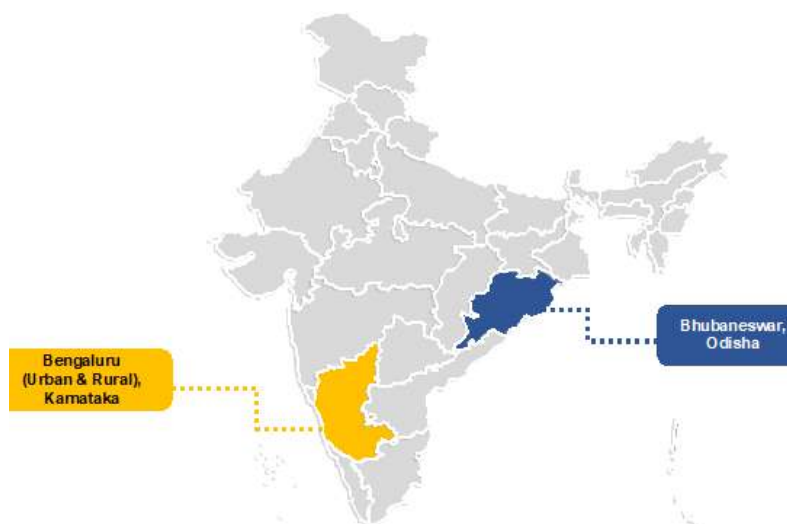 Bhubaneswar,
Odisha
Bengaluru
(Urban & Rural),
Karnataka